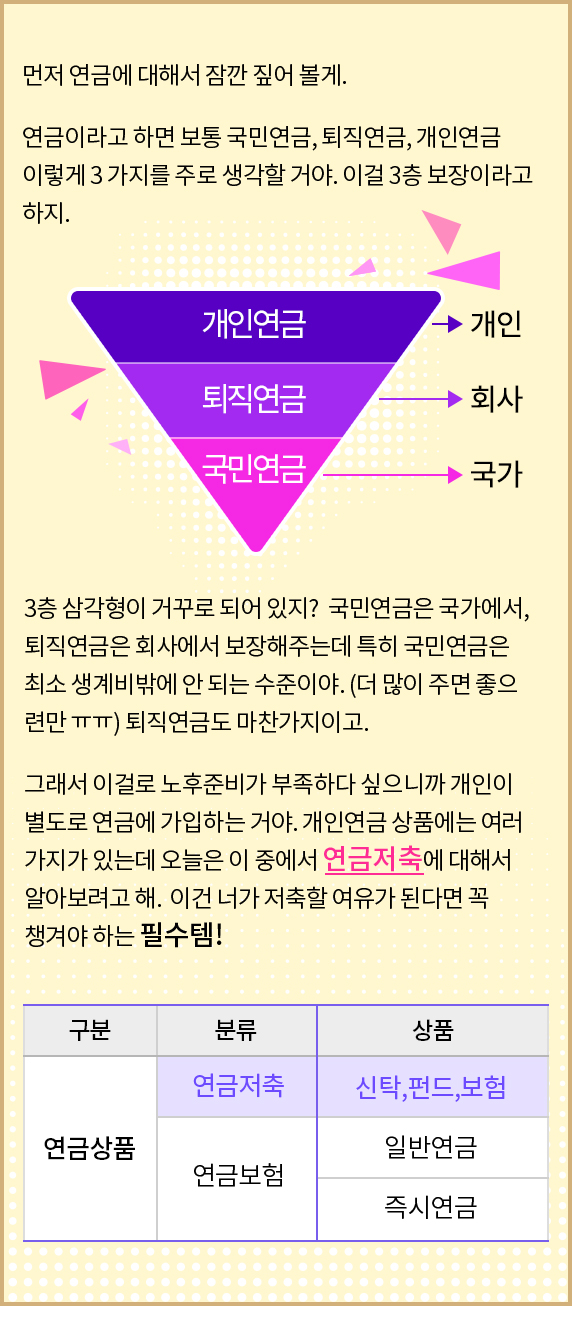 먼저 연금에 대해서 잠깐 짚어 볼게.
연금이라고 하면 보통 국민연금, 퇴직연금, 개인연금
이렇게 3 가지를 주로 생각할 거야. 이걸 3층 보장이라고
하지.
개인연금 개인
퇴직연금 회사
국민연금 국가
3층 삼각형이 거꾸로 되어 있지? 국민연금은 국가에서,
퇴직연금은 회사에서 보장해주는데 특히 국민연금은
최소 생계비밖에 안 되는 수준이야. (더 많이 주면 좋으
련만 ㅠㅠ) 퇴직연금도 마찬가지이고.
그래서 이걸로 노후준비가 부족하다 싶으니까 개인이
별도로 연금에 가입하는 거야. 개인연금 상품에는 여러
가지가 있는데 오늘은 이 중에서 연금저축에 대해서
알아보려고 해. 이건 너가 저축할 여유가 된다면 꼭
챙겨야 하는 필수템!
구분 분류 상품
연금상품 연금저축 신탁,펀드,보험
연금보험 일반연금
즉시연금